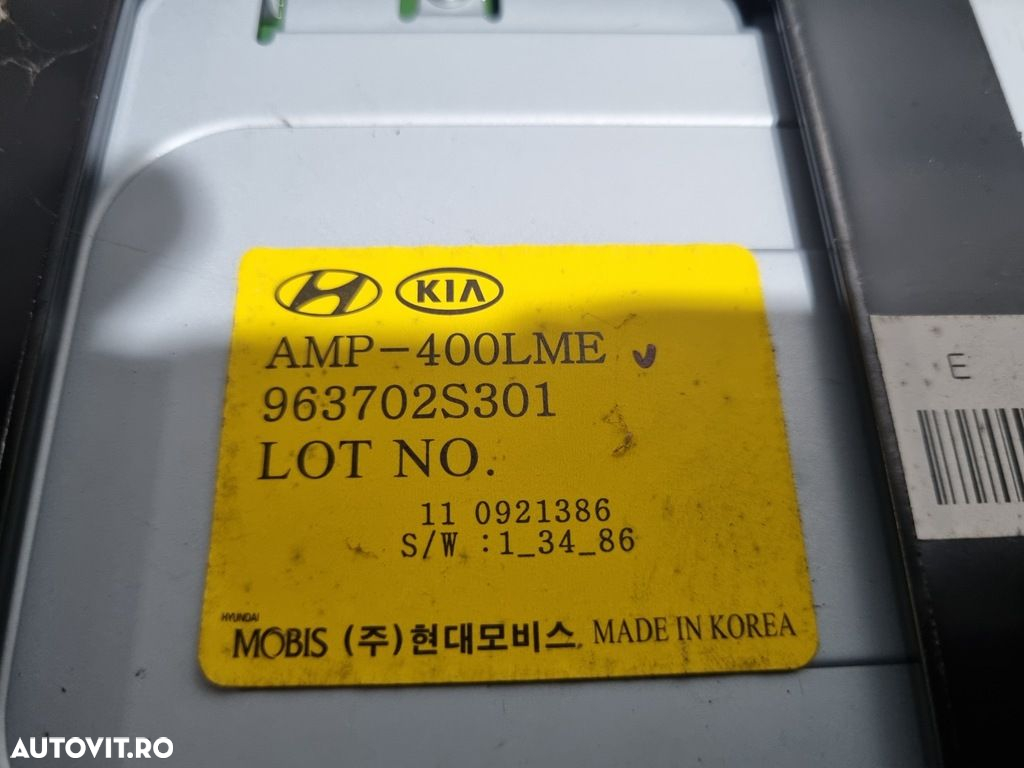 KIA
AMP-400LME
963702S301
LOT NO.
11 0921386
S/W :1_34_86
HYUNDAI
MOBIS (주)현대모비스, MADE IN KOREA
E
AUTOVIT.RO